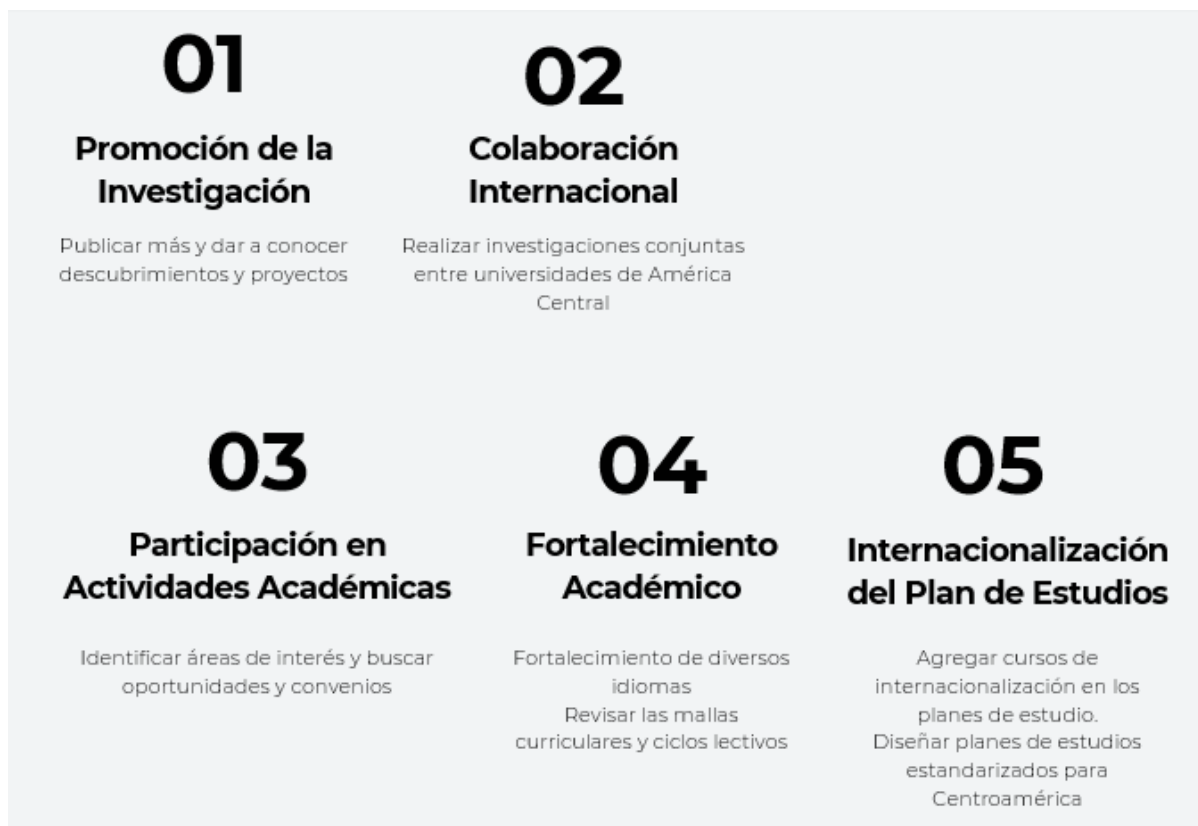 01
Promoción de la
Investigación
Publicar más y dar a conocer
descubrimientos y proyectos
02
Colaboración
Internacional
Realizar investigaciones conjuntas
entre universidades de América
Central
03
Participación en
Actividades Académicas
Identificar áreas de interés y buscar
oportunidades y convenios
04
Fortalecimiento
Académico
Fortalecimiento de diversos
idiomas
Revisar las mallas
curriculares y ciclos lectivos
05
Internacionalización
del Plan de Estudios
Agregar cursos de
internacionalización en los
planes de estudio.
Diseñar planes de estudios
estandarizados para
Centroamérica